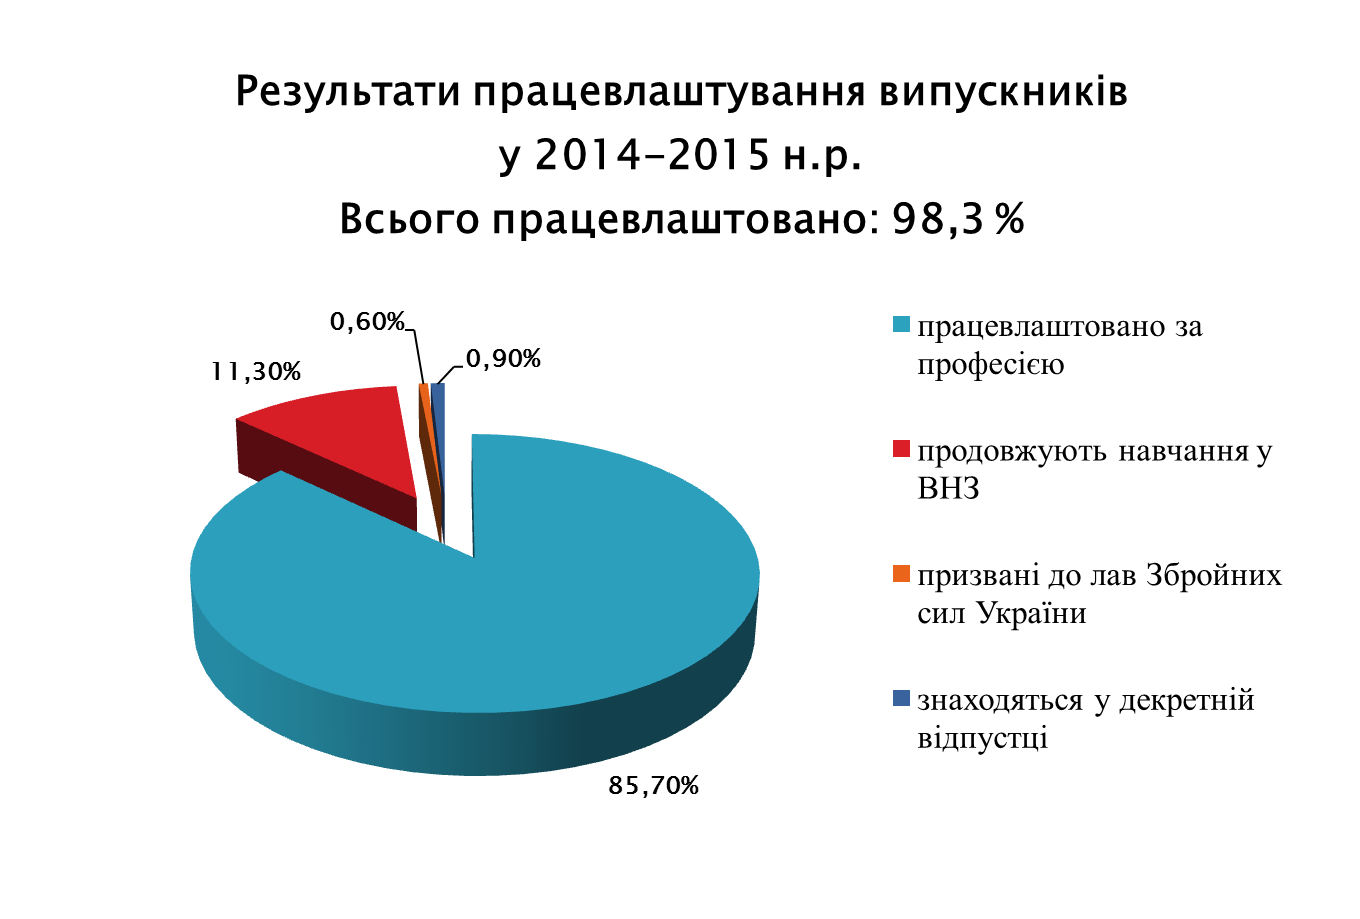 Результати працевлаштування випускників
у 2014-2015 н.р.
Всього працевлаштовано: 98,3 %
0,60%
0,90%
11,30%
85,70%
працевлаштовано за
професією
продовжують навчання у
ВНЗ
призвані до лав Збройних
сил України
знаходяться у декретній
відпустці